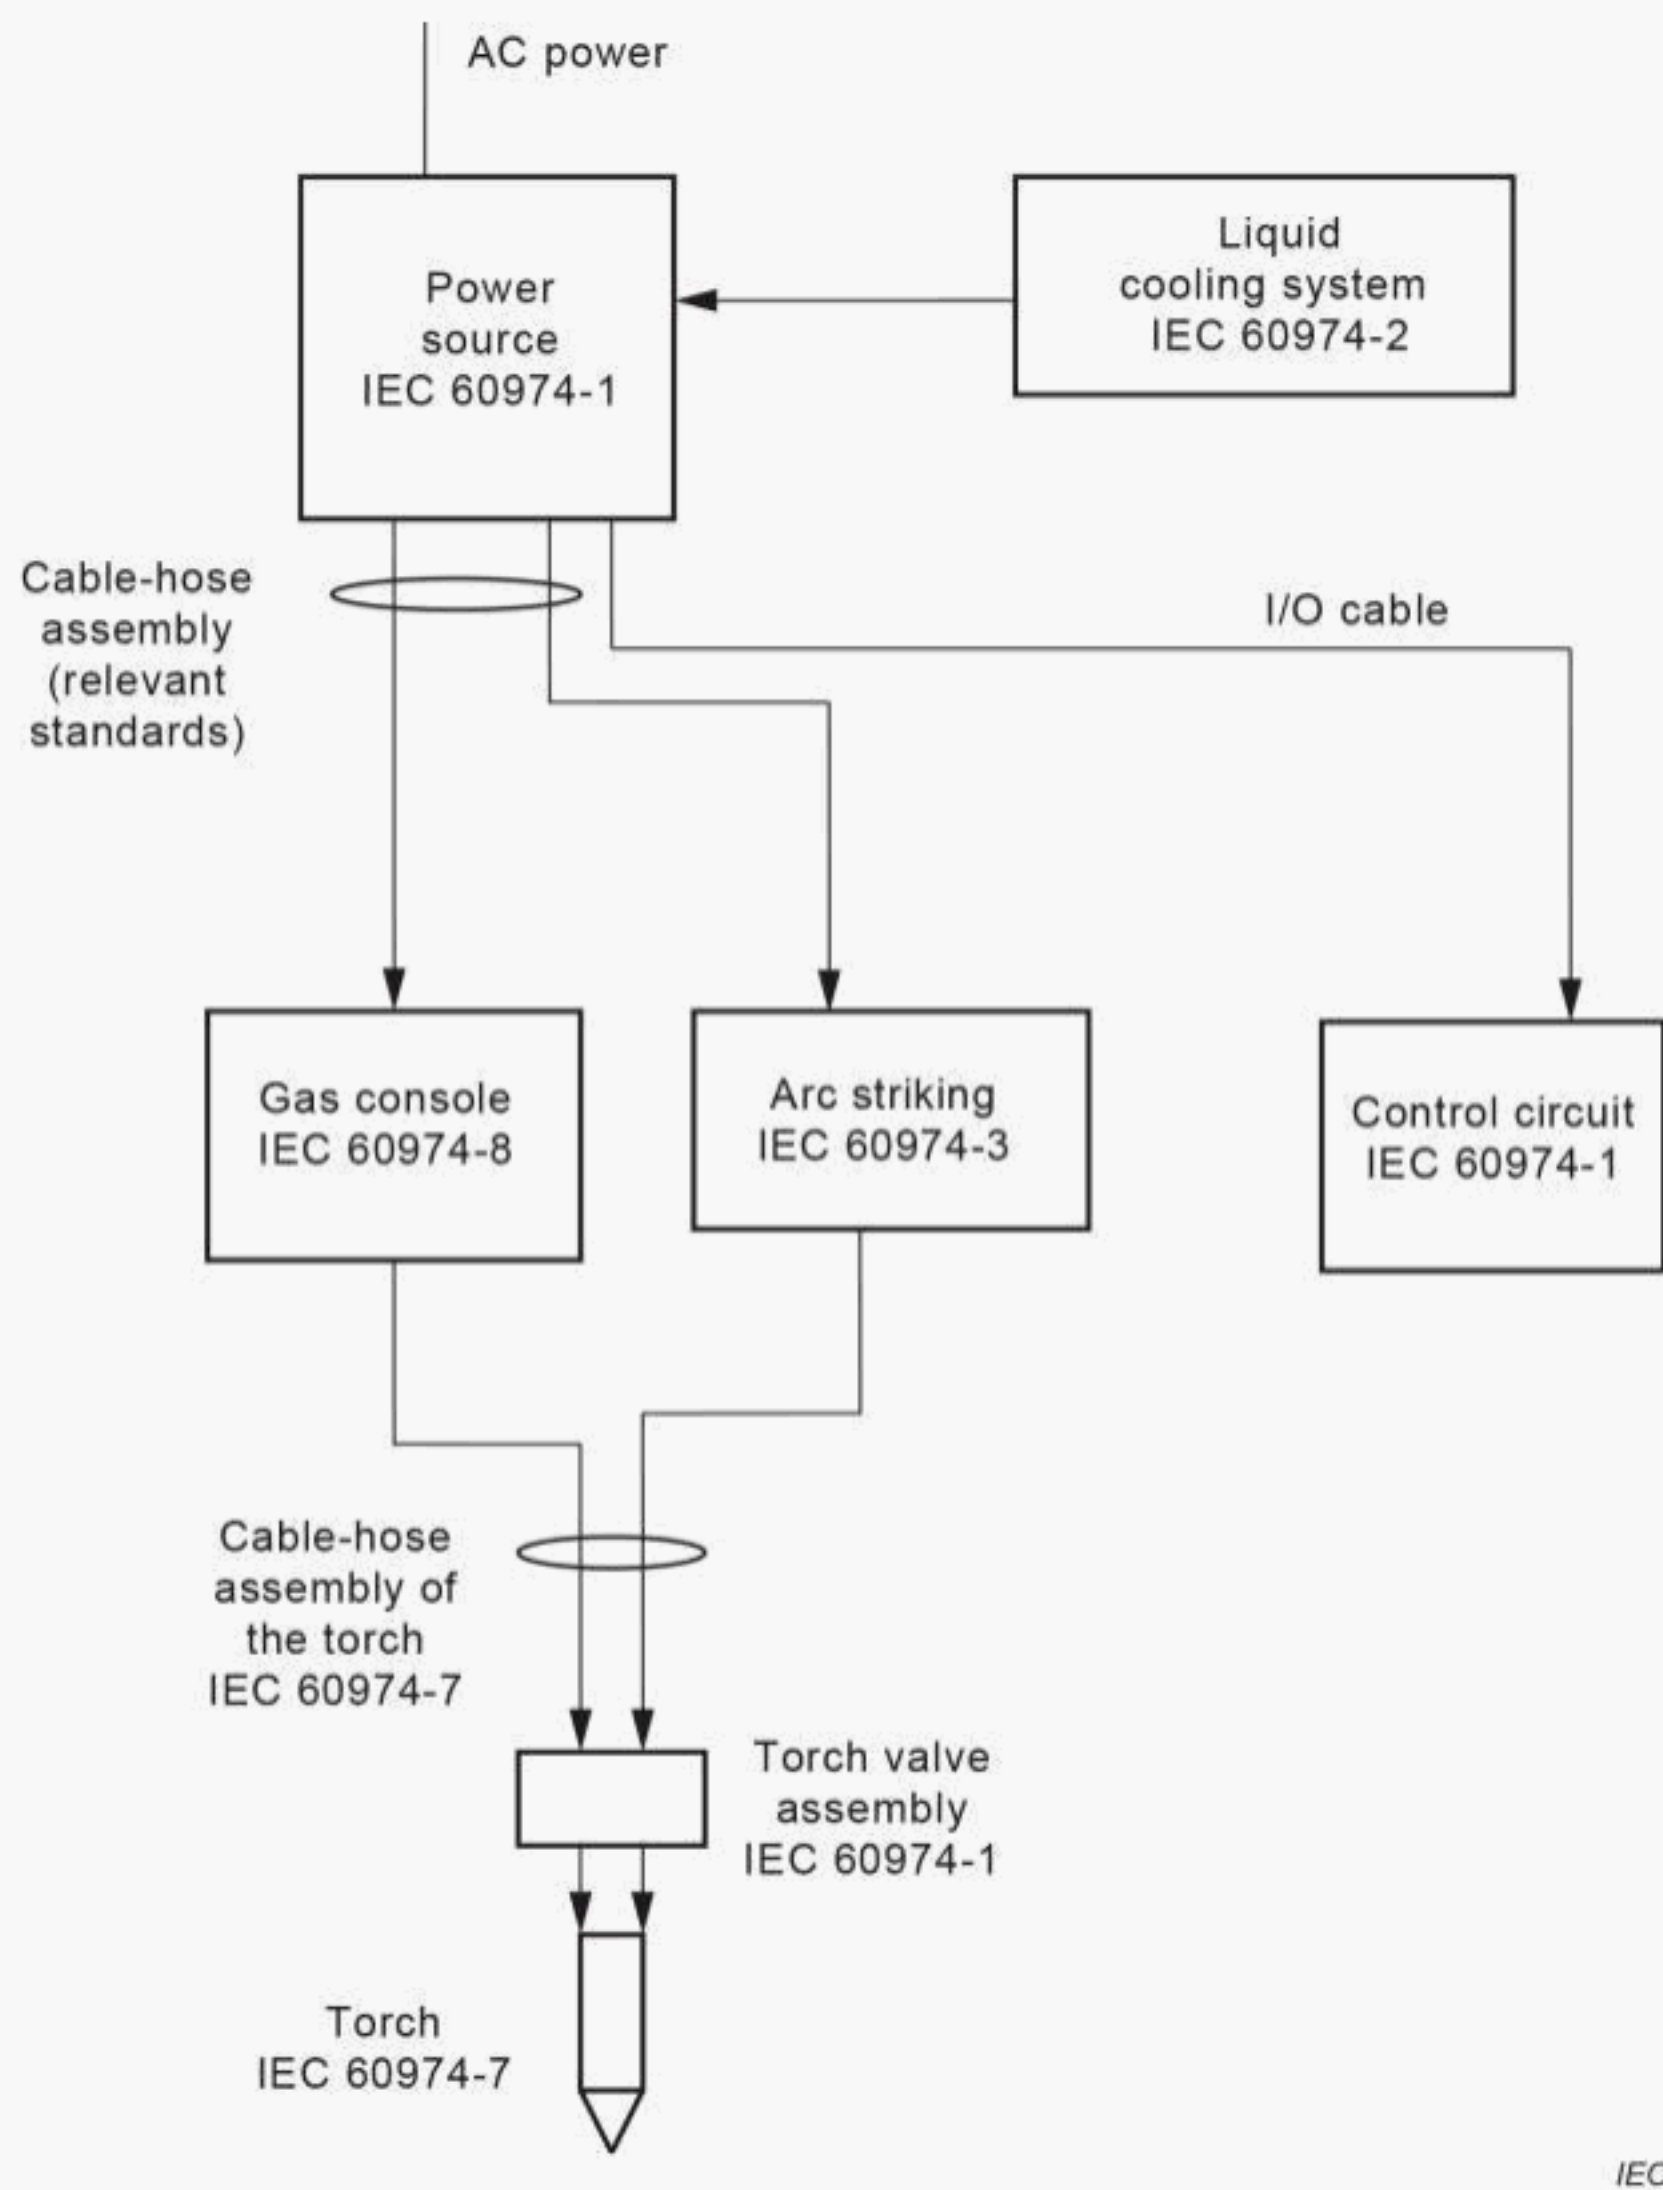 AC power
Power
source
IEC 60974-1
Liquid
cooling system
IEC 60974-2
Cable-hose
assembly
(relevant
standards)
I/O cable
Gas console
IEC 60974-8
Arc striking
IEC 60974-3
Control circuit
IEC 60974-1
Cable-hose
assembly of
the torch
IEC 60974-7
Torch valve
assembly
IEC 60974-1
Torch
IEC 60974-7
IEC